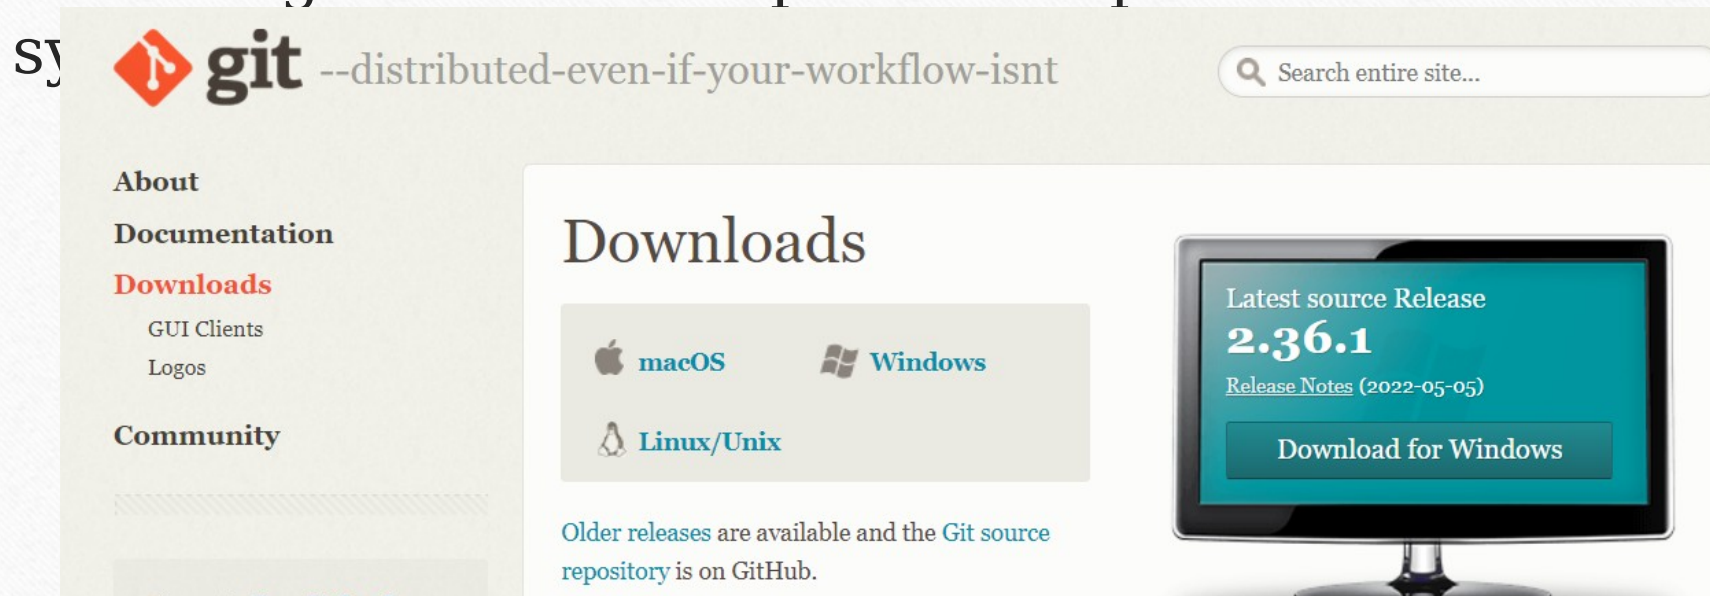 sy
git --distributed-even-if-your-workflow-isnt
Search entire site...
About
Documentation
Downloads
GUI Clients
Logos
Community
Downloads
macOS
Windows
Linux/Unix
Older releases are available and the Git source
repository is on GitHub.
Latest source Release
2.36.1
Release Notes (2022-05-05)
Download for Windows